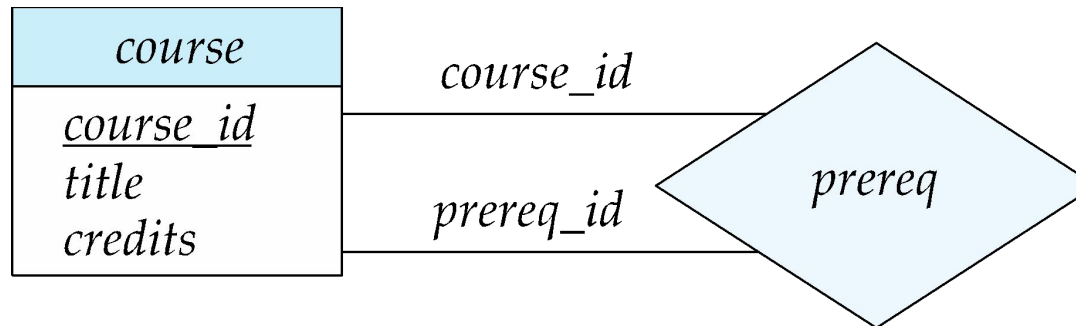 course
course_id
title
credits
course_id
prereq_id
prereq